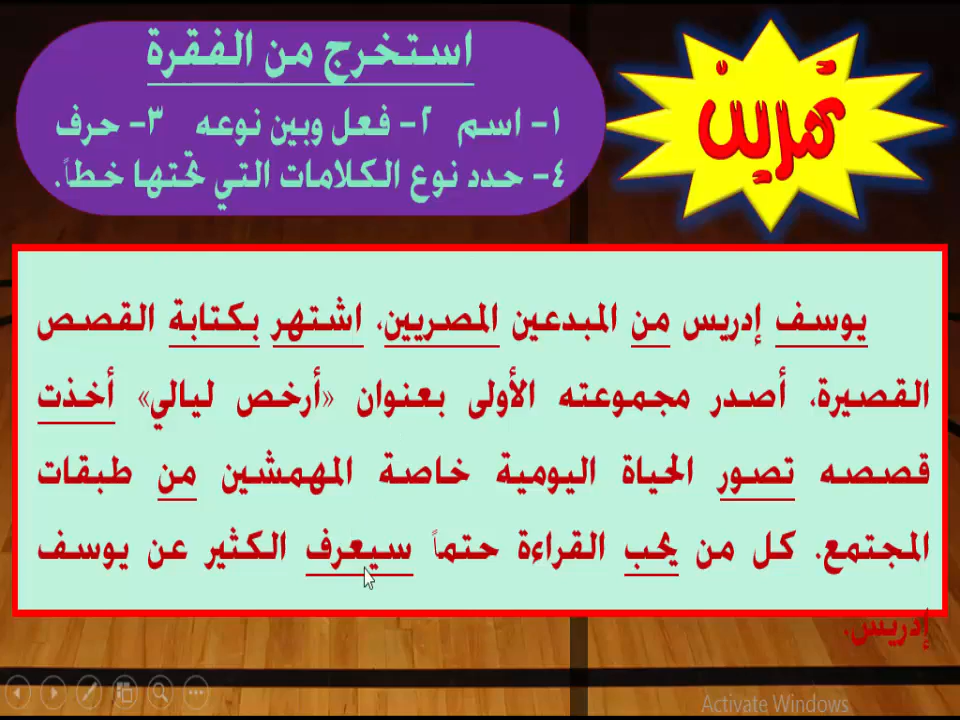 تمرين
استخرج من الفقرة
١- اسم ٢- فعل وبين نوعه ٣- حرف
٤- حدد نوع الكلامات التي تحتها خطاً.
يوسف إدريس من المبدعين المصريين، اشتهر بكتابة القصص
القصيرة، أصدر مجموعته الأولى بعنوان «أرخص ليالي» أخذت
قصصه تصور الحياة اليومية خاصة المهمشين من طبقات
المجتمع. كل من يحب القراءة حتماً سيعرف الكثير عن يوسف
إدريس.
Activate Windows